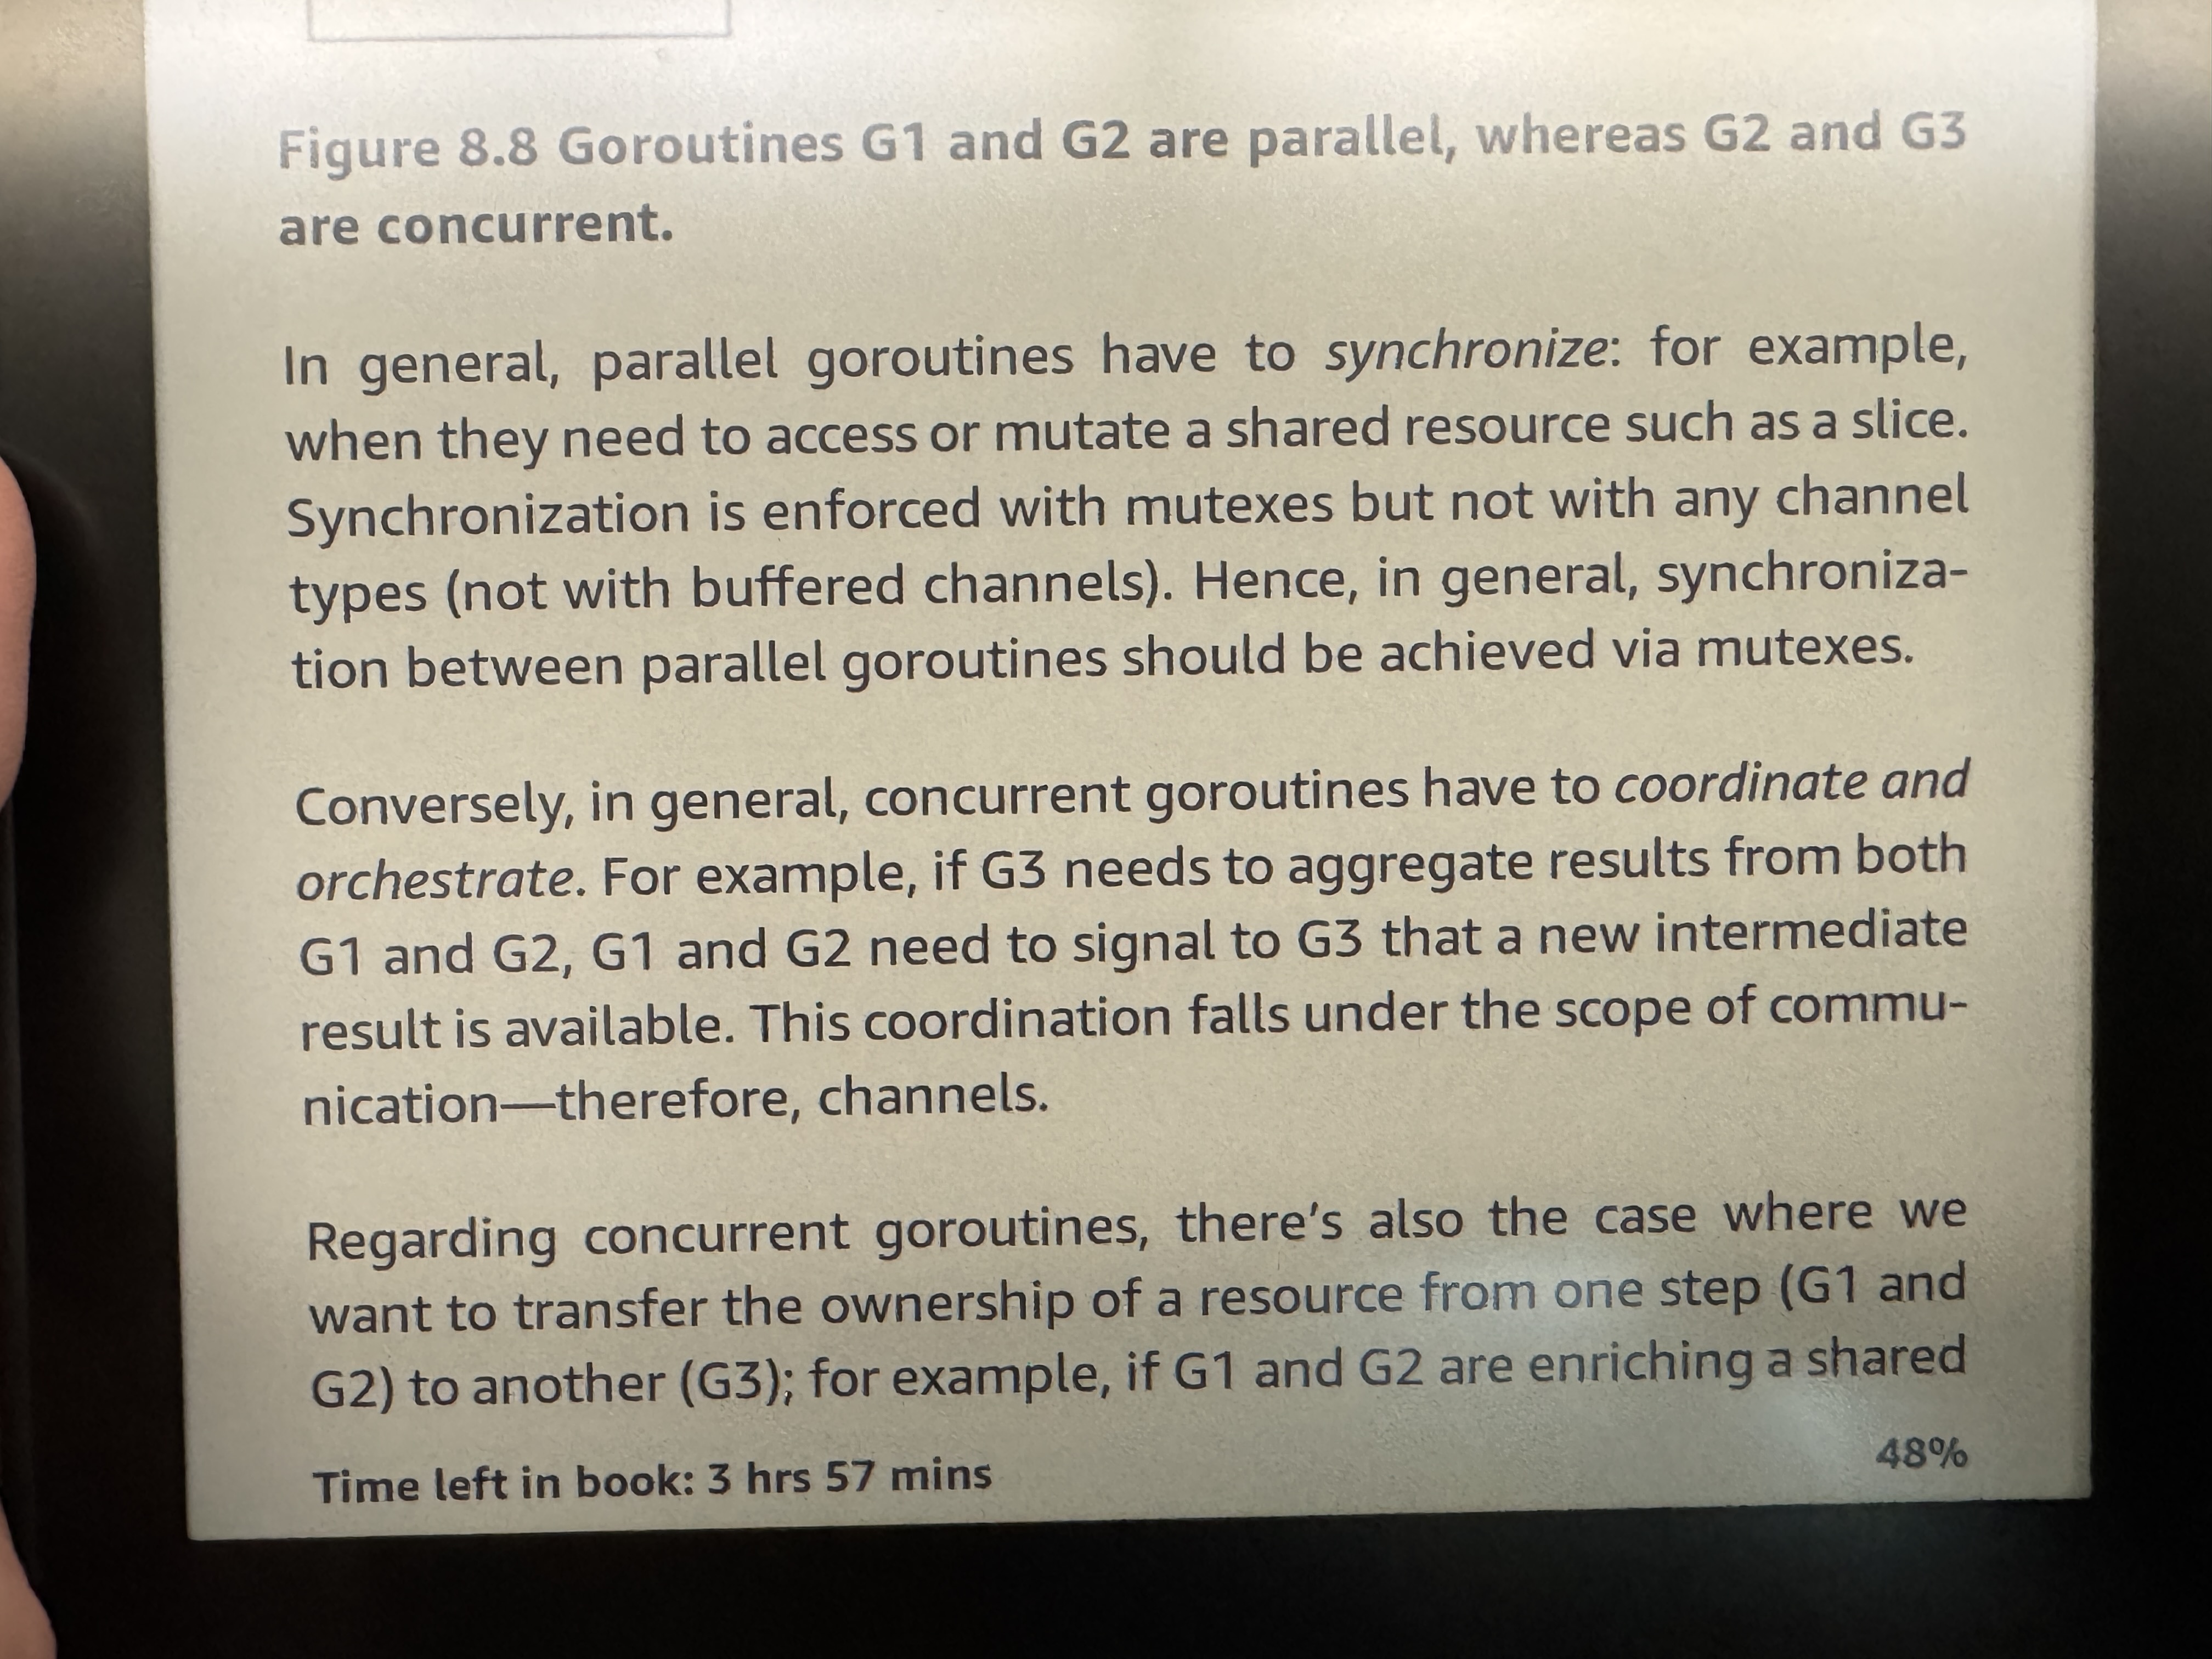 Figure 8.8 Goroutines G1 and G2 are parallel, whereas G2 and G3
are concurrent.
In general, parallel goroutines have to synchronize: for example,
when they need to access or mutate a shared resource such as a slice.
Synchronization is enforced with mutexes but not with any channel
types (not with buffered channels). Hence, in general, synchroniza-
tion between parallel goroutines should be achieved via mutexes.
Conversely, in general, concurrent goroutines have to coordinate and
orchestrate. For example, if G3 needs to aggregate results from both
G1 and G2, G1 and G2 need to signal to G3 that a new intermediate
result is available. This coordination falls under the scope of commu-
nication—therefore, channels.
Regarding concurrent goroutines, there's also the case where we
want to transfer the ownership of a resource from one step (G1 and
G2) to another (G3); for example, if G1 and G2 are enriching a shared
Time left in book: 3 hrs 57 mins
48%